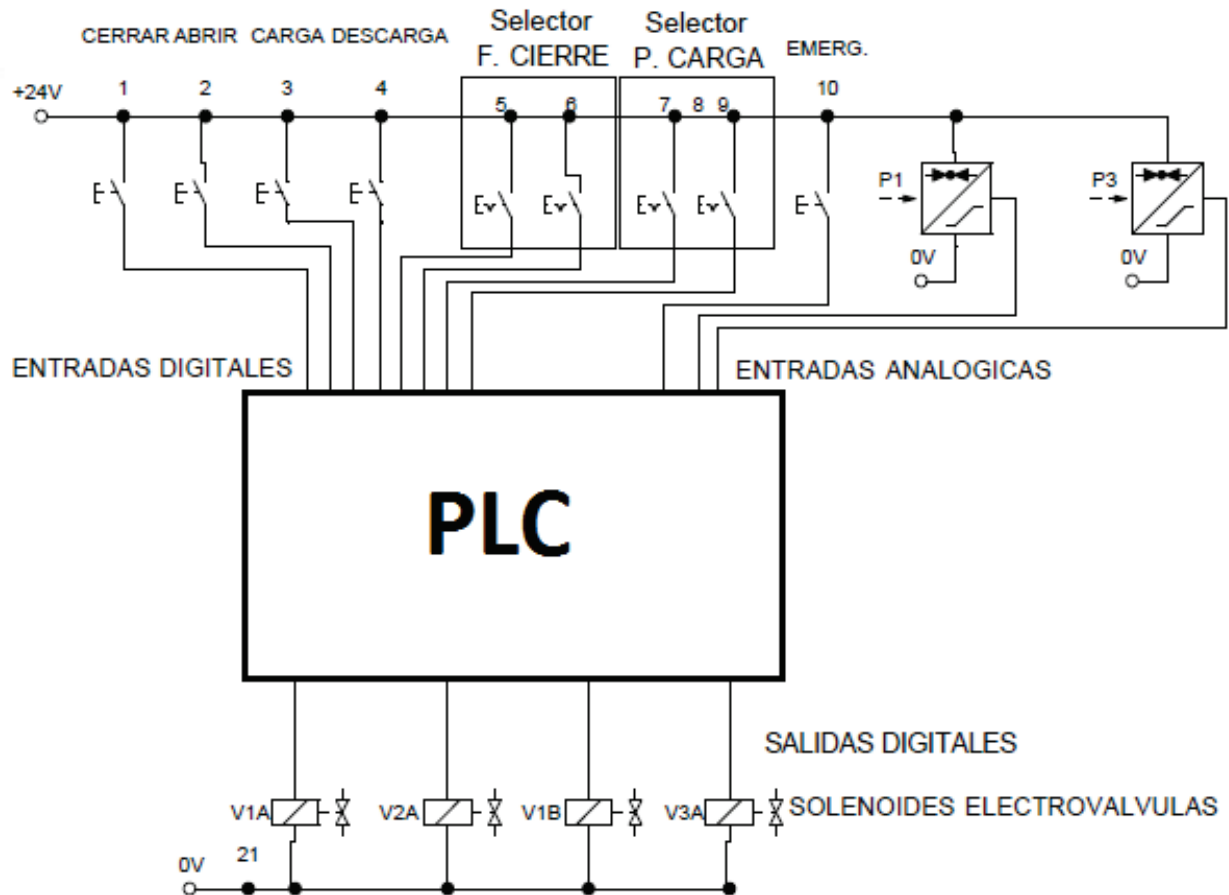 Selector
F. CIERRE
Selector
P. CARGA
CERRAR ABRIR CARGA DESCARGA
EMERG.
+24V
1 2 3 4 5 6 7 8 9 10
P1
P3
0V
0V
ENTRADAS DIGITALES
ENTRADAS ANALOGICAS
PLC
SALIDAS DIGITALES
V1A V2A V1B V3A
SOLENOIDES ELECTROVALVULAS
0V
21